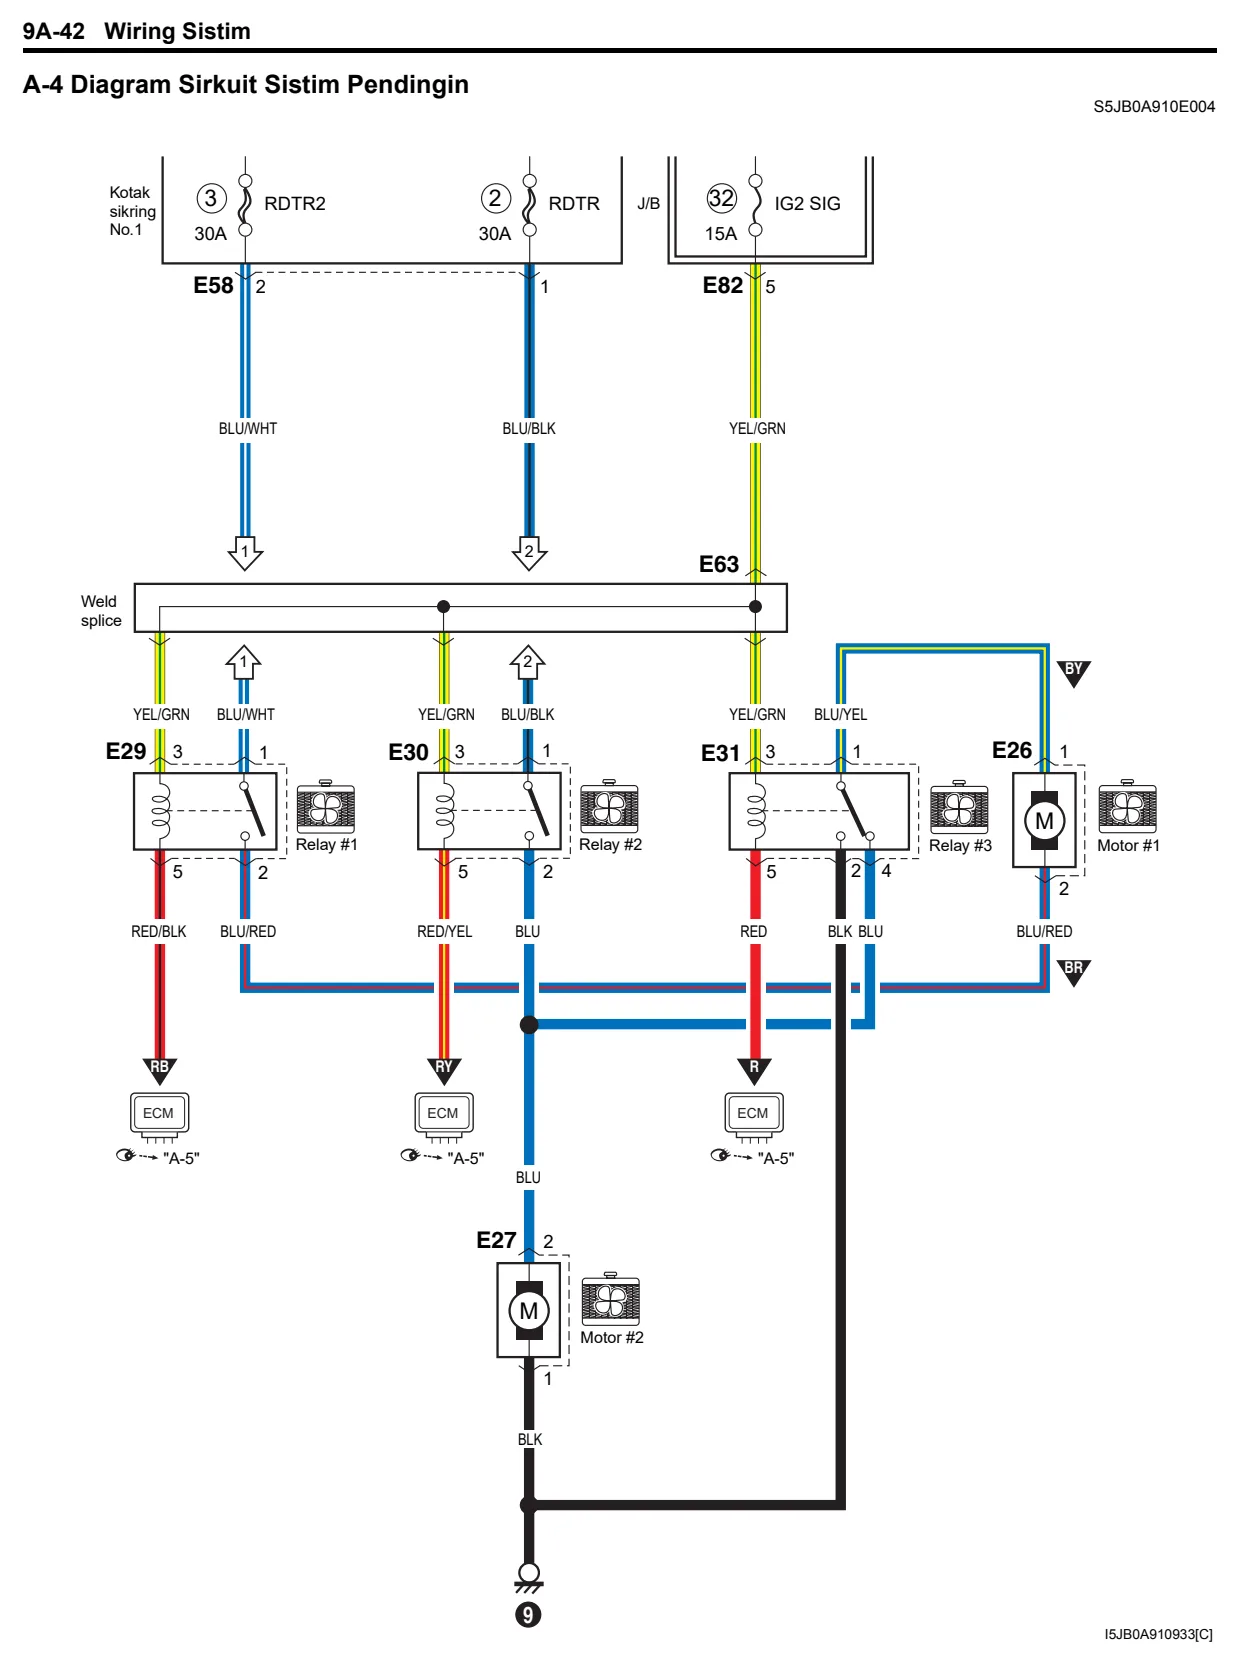 9A-42 Wiring Sistim
A-4 Diagram Sirkuit Sistim Pendingin
S5JB0A910E004
Kotak
sikring
No.1
3
RDTR2
30A
2
RDTR
30A
J/B
32
IG2 SIG
15A
E58 2
1
E82 5
BLU/WHT
BLU/BLK
YEL/GRN
1
2
E63
Weld
splice
1
2
BY
YEL/GRN
BLU/WHT
YEL/GRN
BLU/BLK
YEL/GRN
BLU/YEL
E29 3
1
E30 3
1
E31 3
1
E26 1
M
Relay #1
Relay #2
Relay #3
Motor #1
5
2
5
2
5
2
4
2
RED/BLK
BLU/RED
RED/YEL
BLU
RED
BLK
BLU
BLU/RED
BR
RB
RY
R
ECM
ECM
ECM
"A-5"
"A-5"
"A-5"
BLU
E27 2
M
Motor #2
1
BLK
9
I5JB0A910933[C]